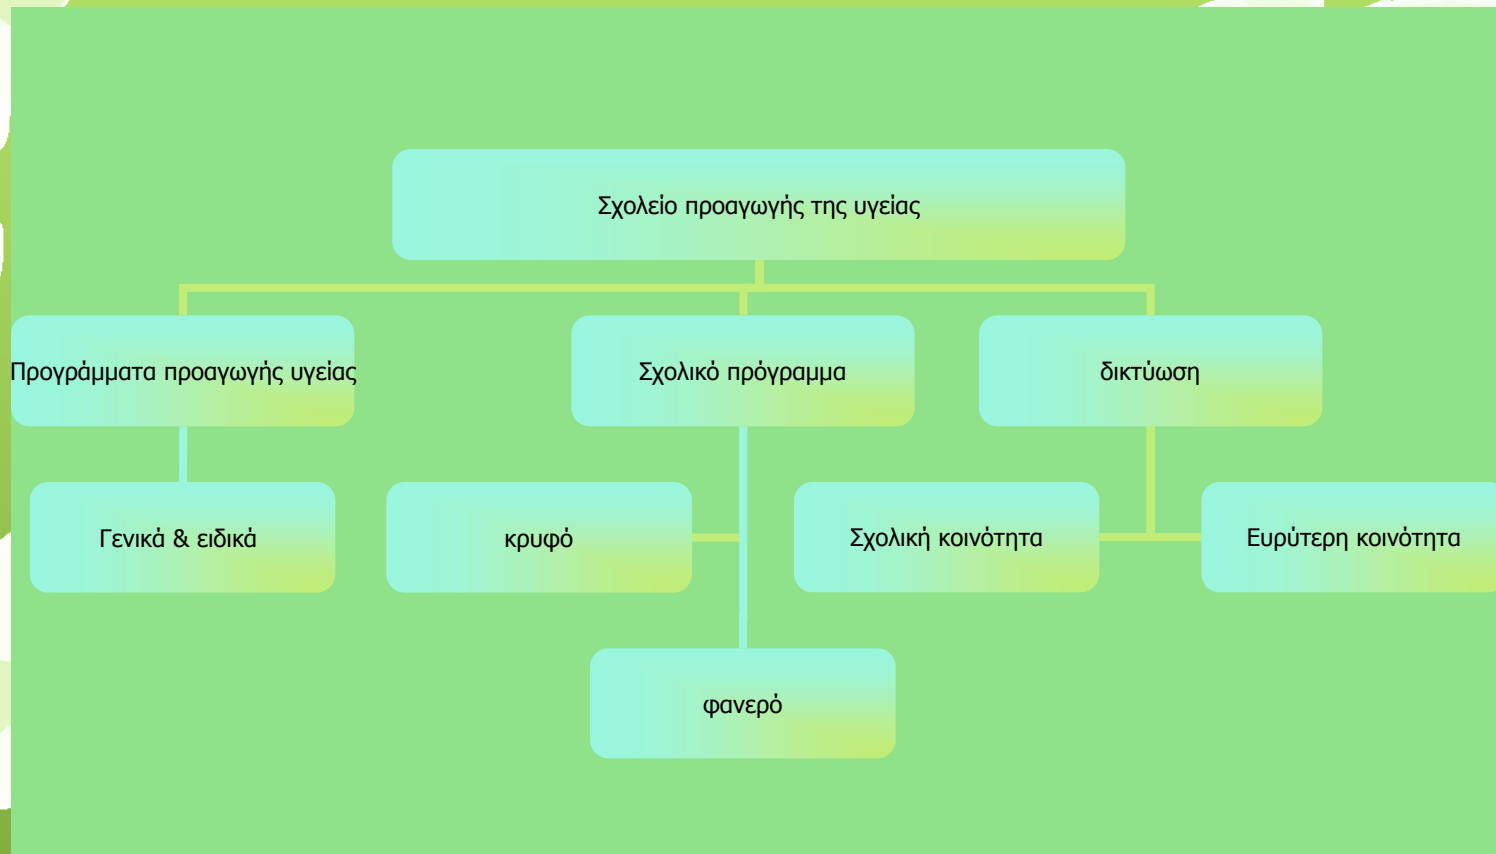 Σχολείο προαγωγής της υγείας
Προγράμματα προαγωγής υγείας
Σχολικό πρόγραμμα
δικτύωση
Γενικά & ειδικά
κρυφό
Σχολική κοινότητα
Ευρύτερη κοινότητα
φανερό